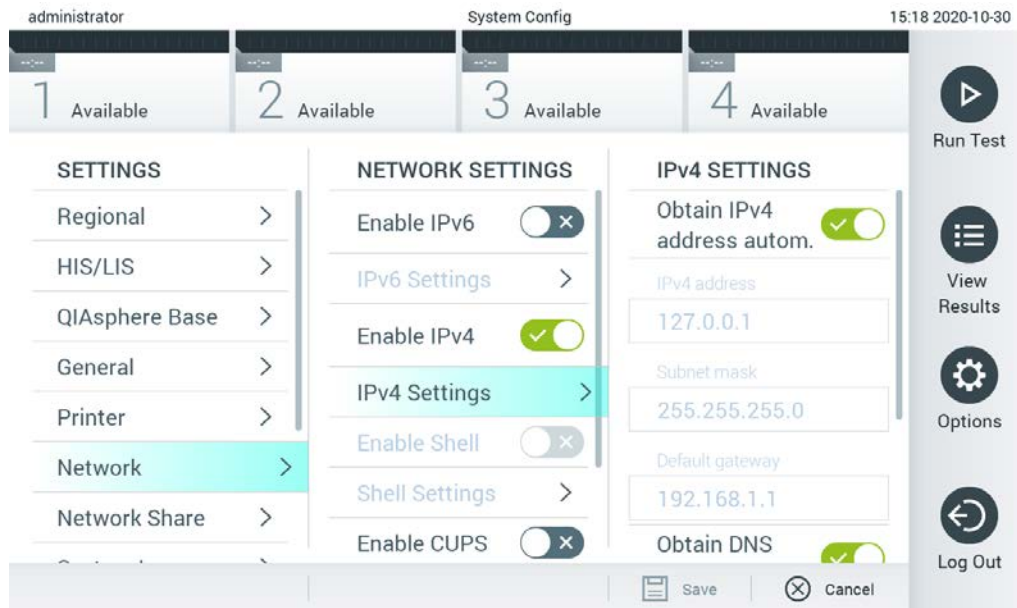 administrator
System Config
15:18 2020-10-30
--:--
--:--
--:--
--:--
1 Available
2 Available
3 Available
4 Available
SETTINGS
Regional
HIS/LIS
QIAsphere Base
General
Printer
Network
Network Share
NETWORK SETTINGS
Enable IPv6
IPv6 Settings
Enable IPv4
IPv4 Settings
Enable Shell
Shell Settings
Enable CUPS
IPv4 SETTINGS
Obtain IPv4
address autom.
IPv4 address
127.0.0.1
Subnet mask
255.255.255.0
Default gateway
192.168.1.1
Obtain DNS
Save
Cancel
Run Test
View
Results
Options
Log Out